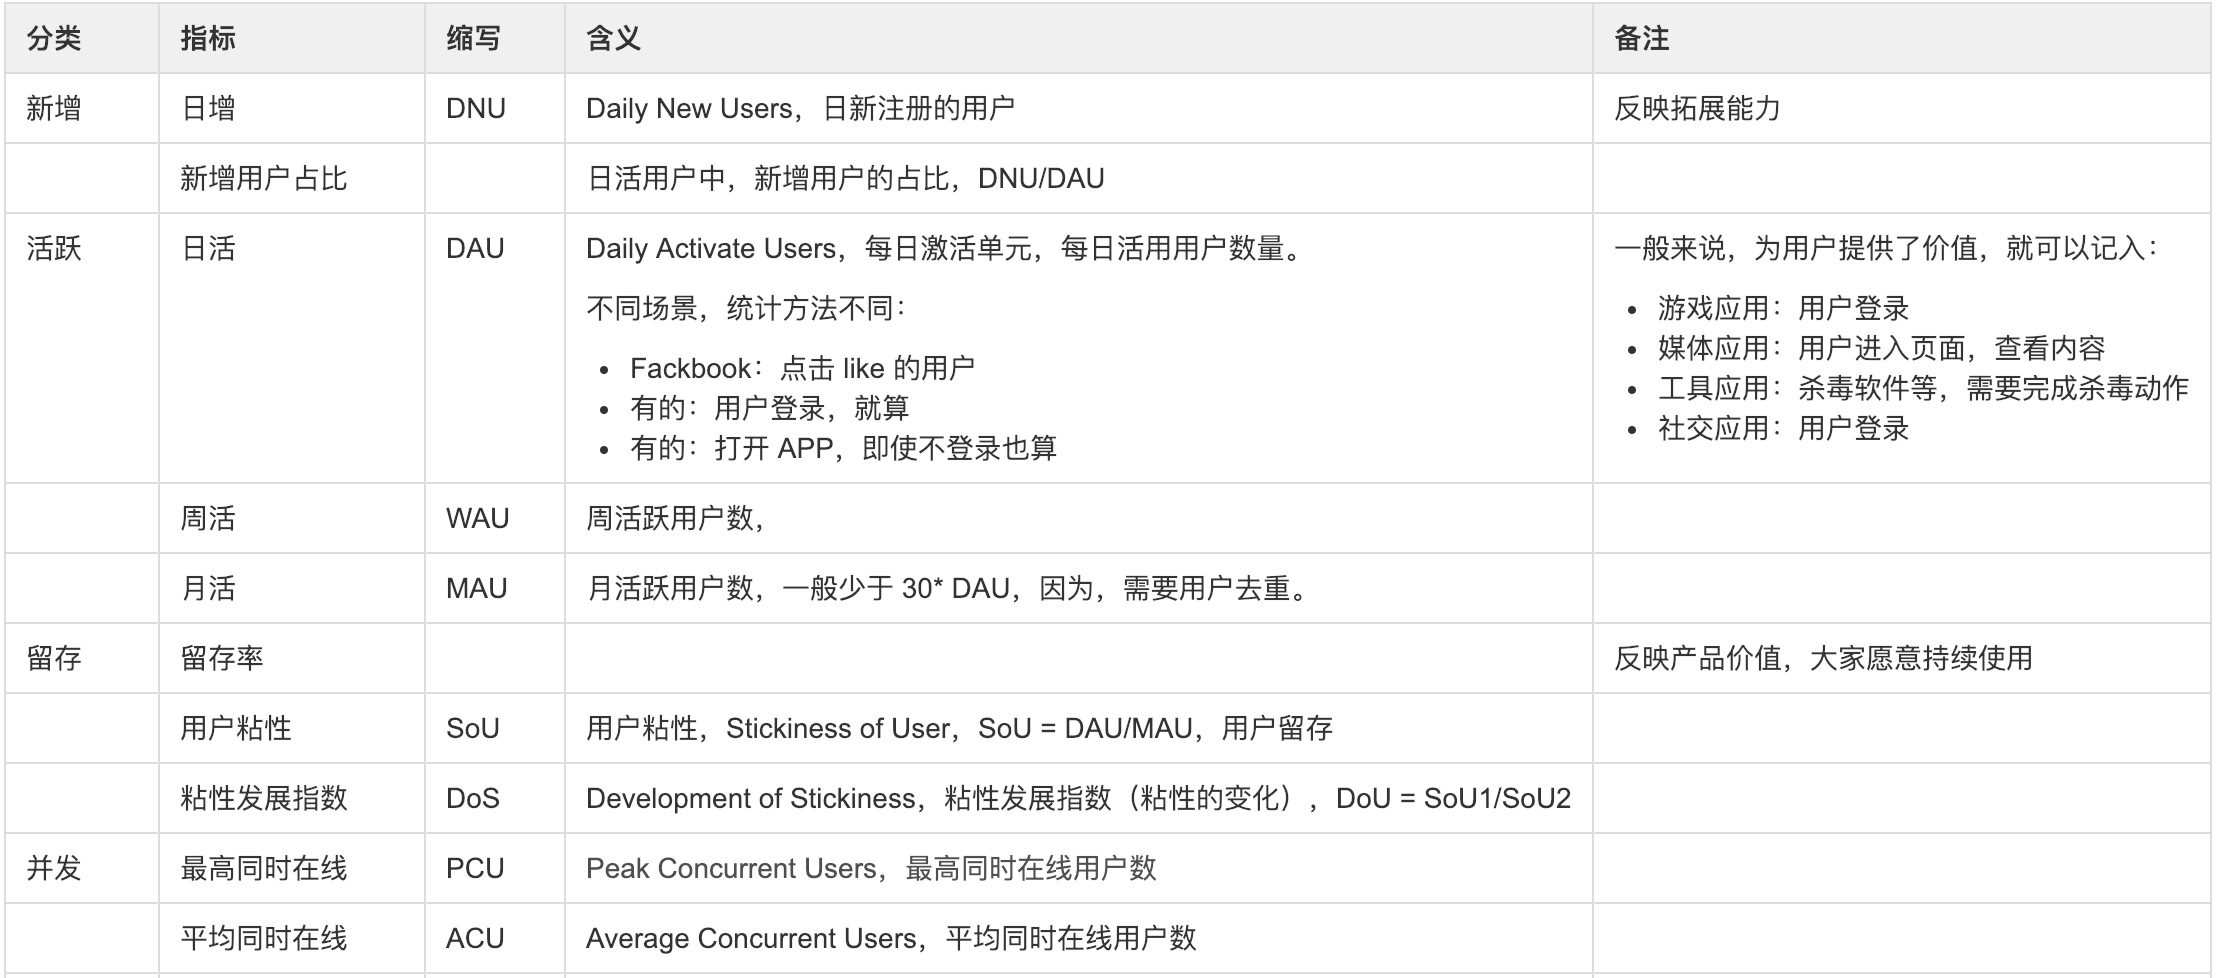 分类 指标 缩写 含义 备注
新增 日增 DNU Daily New Users，日新注册的用户 反映拓展能力
新增用户占比 日活用户中，新增用户的占比，DNU/DAU
活跃 日活 DAU Daily Activate Users，每日激活单元，每日活用用户数量。
不同场景，统计方法不同：
Fackbook：点击 like 的用户
有的：用户登录，就算
有的：打开 APP，即使不登录也算
一般来说，为用户提供了价值，就可以记入：
游戏应用：用户登录
媒体应用：用户进入页面，查看内容
工具应用：杀毒软件等，需要完成杀毒动作
社交应用：用户登录
周活 WAU 周活跃用户数，
月活 MAU 月活跃用户数，一般少于 30* DAU，因为，需要用户去重。
留存 留存率 反映产品价值，大家愿意持续使用
用户粘性 SoU 用户粘性，Stickiness of User，SoU = DAU/MAU，用户留存
粘性发展指数 DoS Development of Stickiness，粘性发展指数（粘性的变化），DoU = SoU1/SoU2
并发 最高同时在线 PCU Peak Concurrent Users，最高同时在线用户数
平均同时在线 ACU Average Concurrent Users，平均同时在线用户数